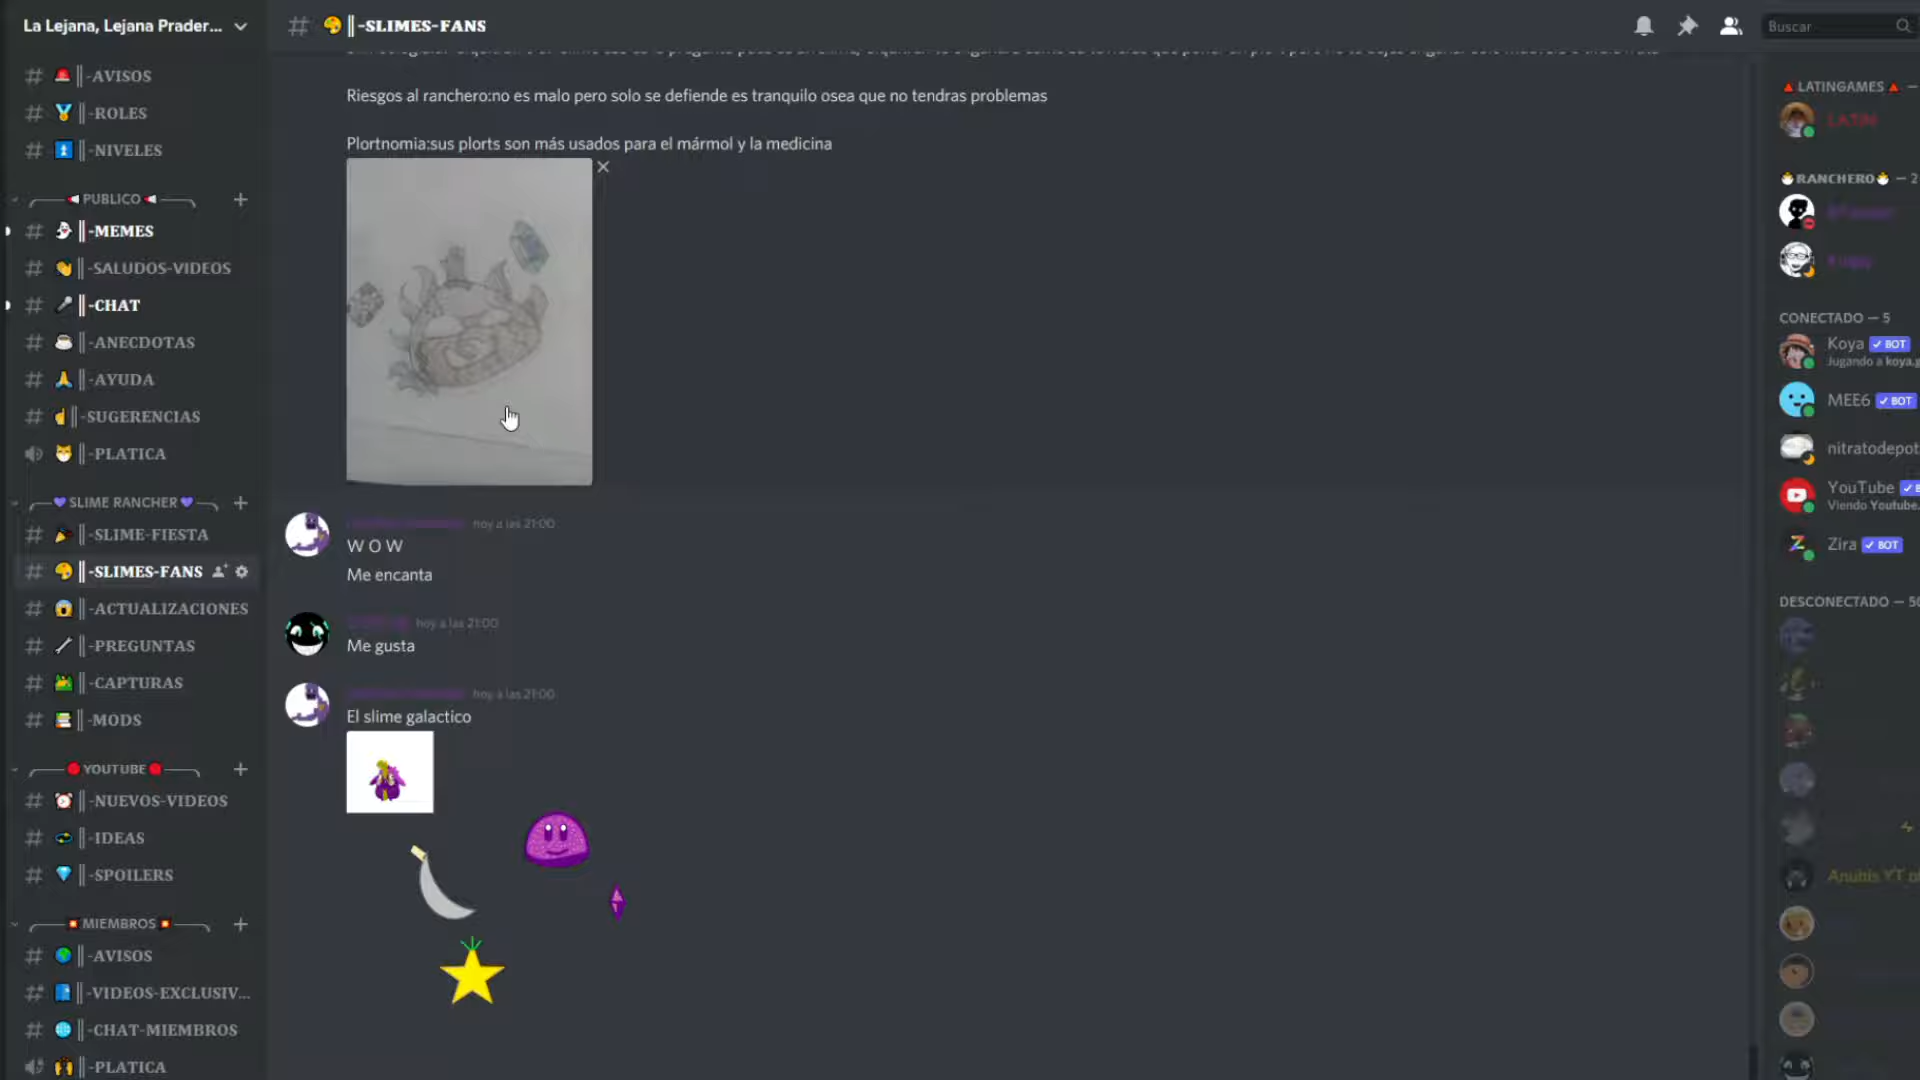 La Lejana, Lejana Prader...
-AVISOS
-ROLES
-NIVELES
PUBLICO
-MEMES
-SALUDOS-VIDEOS
-CHAT
-ANECDOTAS
-AYUDA
-SUGERENCIAS
-PLATICA
SLIME RANCHER
-SLIME-FIESTA
-SLIMES-FANS
-ACTUALIZACIONES
-PREGUNTAS
-CAPTURAS
-MODS
YOUTUBE
-NUEVOS-VIDEOS
-IDEAS
-SPOILERS
MIEMBROS
-AVISOS
-VIDEOS-EXCLUSIV...
-CHAT-MIEMBROS
-PLATICA
-SLIMES-FANS
Buscar
Riesgos al ranchero:no es malo pero solo se defiende es tranquilo osea que no tendras problemas
Plortnomia:sus plorts son más usados para el mármol y la medicina
hoy a las 21:00
W O W
Me encanta
hoy a las 21:00
Me gusta
hoy a las 21:00
El slime galactico
LATINGAMES —
LATIN
RANCHERO — 2
CONECTADO — 5
Koya BOT
Jugando a koya.g
MEE6 BOT
nitratodepot
YouTube
Viendo Youtube.
Zira BOT
DESCONECTADO — 50
Anubis YT